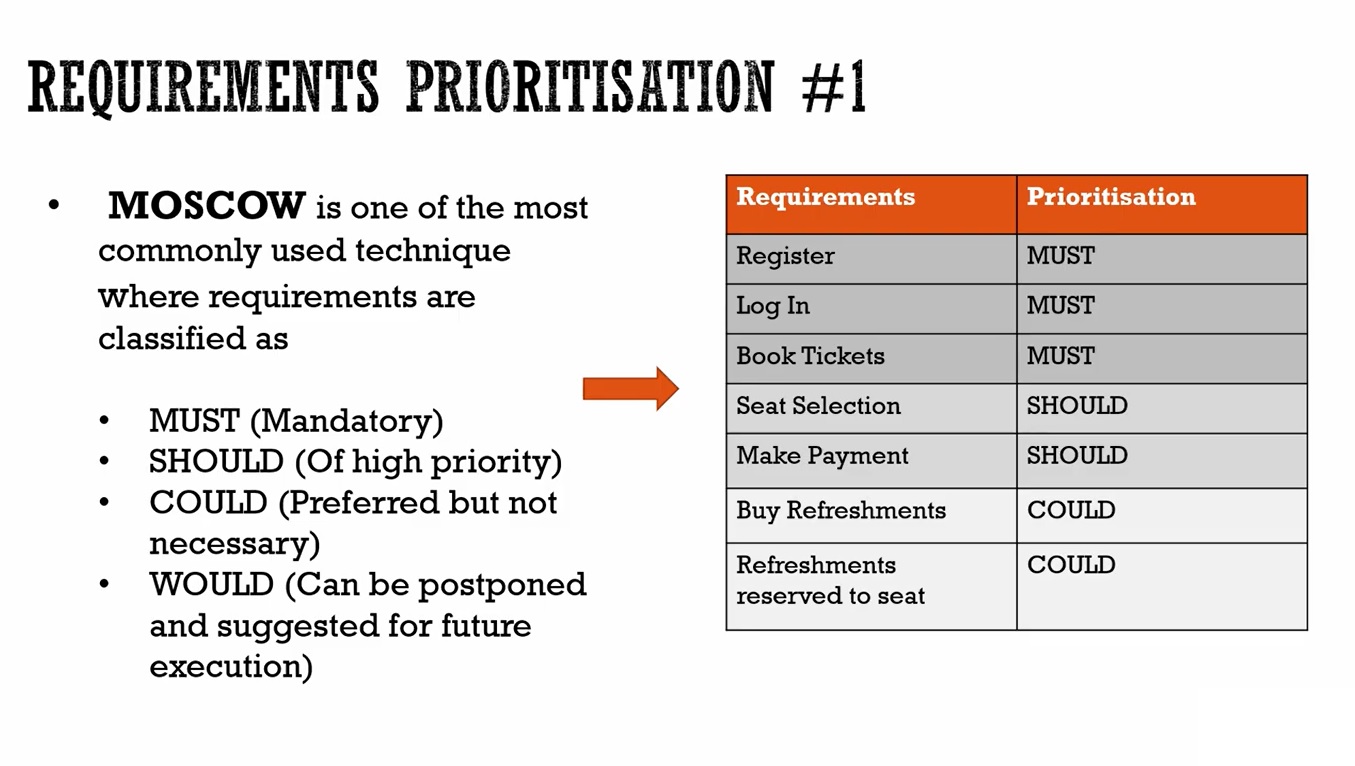 REQUIREMENTS PRIORITISATION #1
• MOSCOW is one of the most
commonly used technique
where requirements are
classified as
• MUST (Mandatory)
• SHOULD (Of high priority)
• COULD (Preferred but not
necessary)
• WOULD (Can be postponed
and suggested for future
execution)
Requirements Prioritisation
Register MUST
Log In MUST
Book Tickets MUST
Seat Selection SHOULD
Make Payment SHOULD
Buy Refreshments COULD
Refreshments COULD
reserved to seat